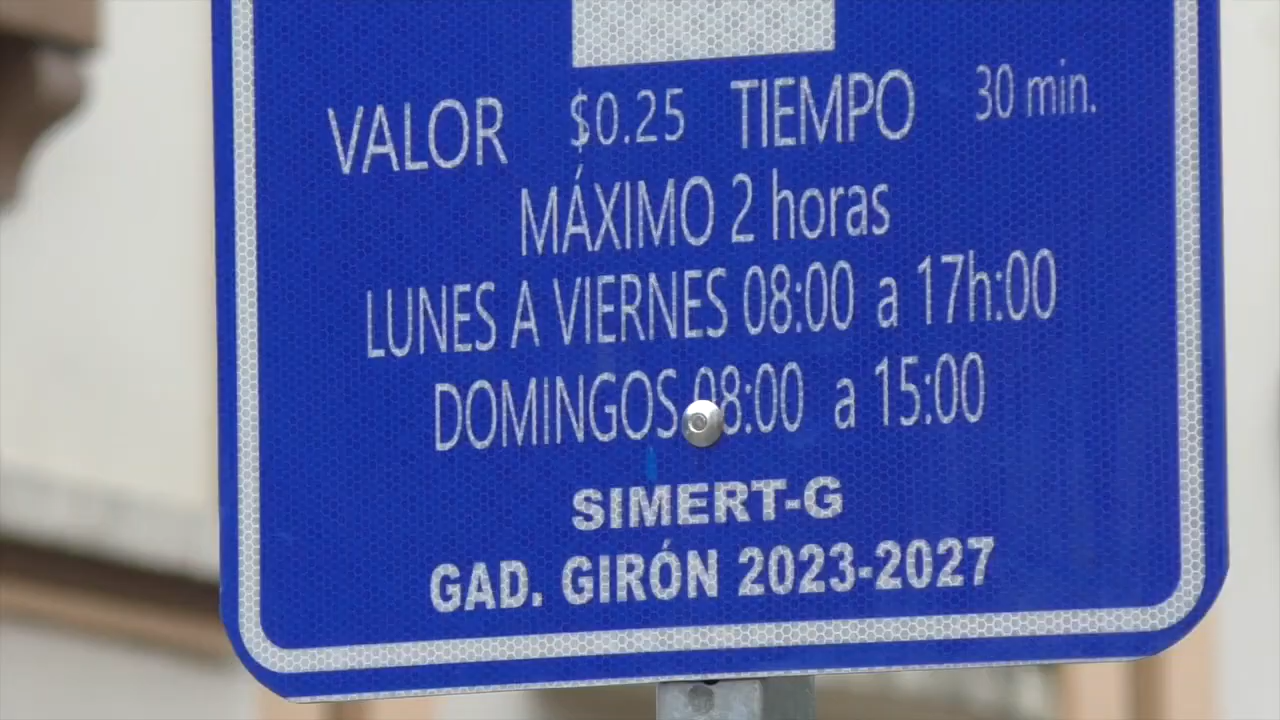 VALOR $0.25 TIEMPO 30 min.
MÁXIMO 2 horas
LUNES A VIERNES 08:00 a 17h:00
DOMINGOS 08:00 a 15:00
SIMERT-G
GAD. GIRÓN 2023-2027